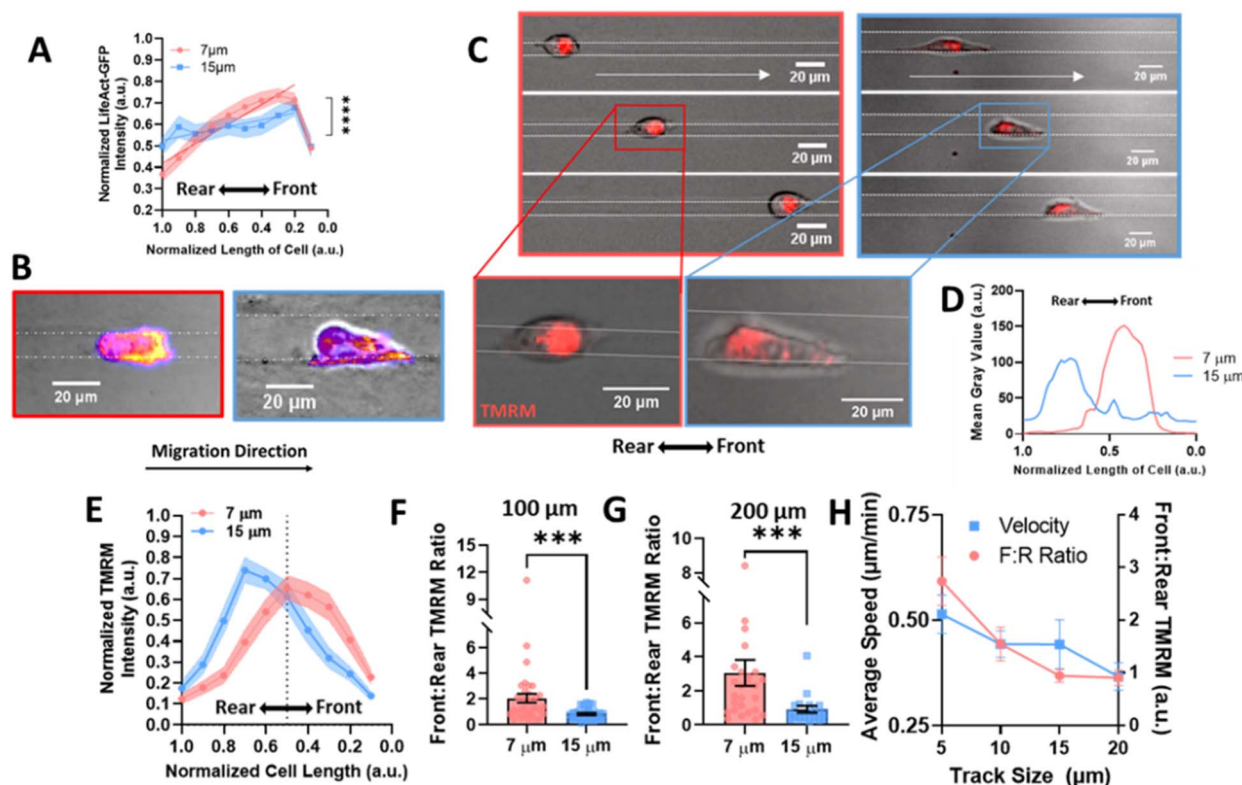 A
7µm
15µm
Normalized LifeAct-GFP
Intensity (a.u.)
1.0
0.9
0.8
0.7
0.6
0.5
0.4
0.3
0.2
****
Rear Front
1.0 0.8 0.6 0.4 0.2 0.0
Normalized Length of Cell (a.u.)
B
20 µm
20 µm
Migration Direction
C
20 µm
20 µm
20 µm
20 µm
20 µm
20 µm
TMRM
20 µm
20 µm
Rear Front
D
Mean Gray Value (a.u.)
200
150
100
50
0
Rear Front
7 µm
15 µm
1.0 0.5 0.0
Normalized Length of Cell (a.u.)
E
7 µm
15 µm
Normalized TMRM
Intensity (a.u.)
1.0
0.9
0.8
0.7
0.6
0.5
0.4
0.3
0.2
0.1
0.0
Rear Front
1.0 0.8 0.6 0.4 0.2 0.0
Normalized Cell Length (a.u.)
F
100 µm
***
Front:Rear TMRM Ratio
15
12
9
6
4
2
0
7 µm 15 µm
G
200 µm
***
Front:Rear TMRM Ratio
10
8
6
4
2
0
7 µm 15 µm
H
Velocity
F:R Ratio
Average Speed (µm/min)
0.75
0.50
0.25
Front:Rear TMRM (a.u.)
4
3
2
1
0
5 10 15 20
Track Size (µm)